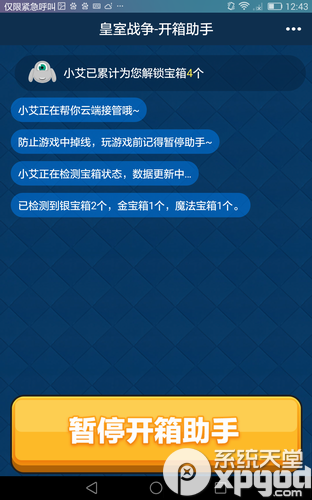 仅限紧急呼叫 12:43
皇室战争-开箱助手
小艾已累计为您解锁宝箱4个
小艾正在帮你云端接管哦~
防止游戏中掉线，玩游戏前记得暂停助手~
小艾正在检测宝箱状态，数据更新中...
已检测到银宝箱2个，金宝箱1个，魔法宝箱1个。
暂停开箱助手
系统天堂
xpgod
.com